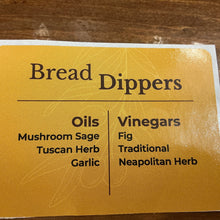 Bread Dippers
Oils
Mushroom Sage
Tuscan Herb
Garlic
Vinegars
Fig
Traditional
Neapolitan Herb